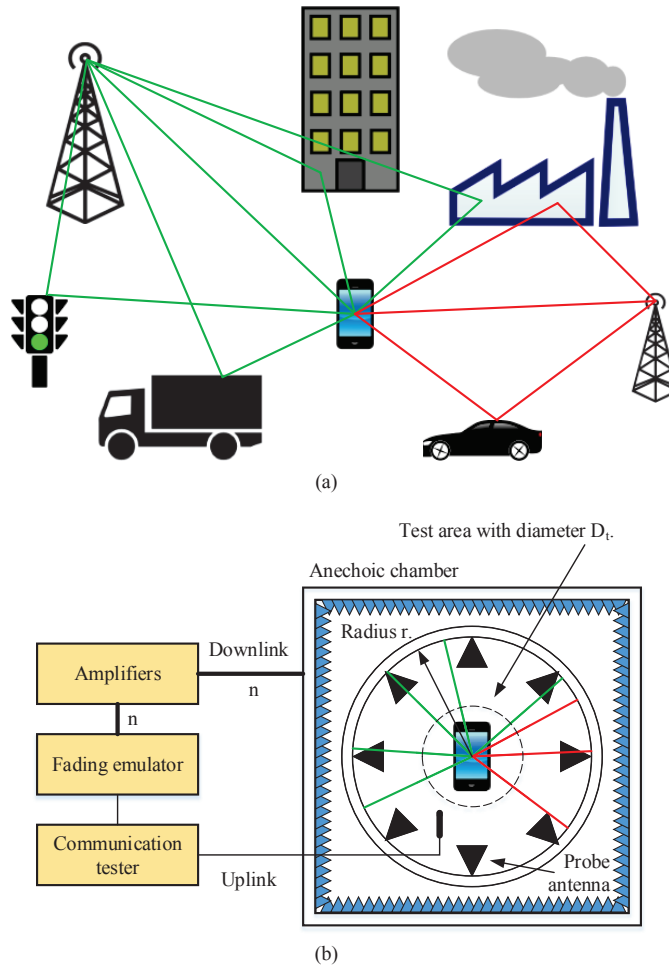 (a)
Test area with diameter Dₜ.
Anechoic chamber
Radius r.
Downlink
n
Amplifiers
n
Fading emulator
Communication
tester
Uplink
Probe
antenna
(b)